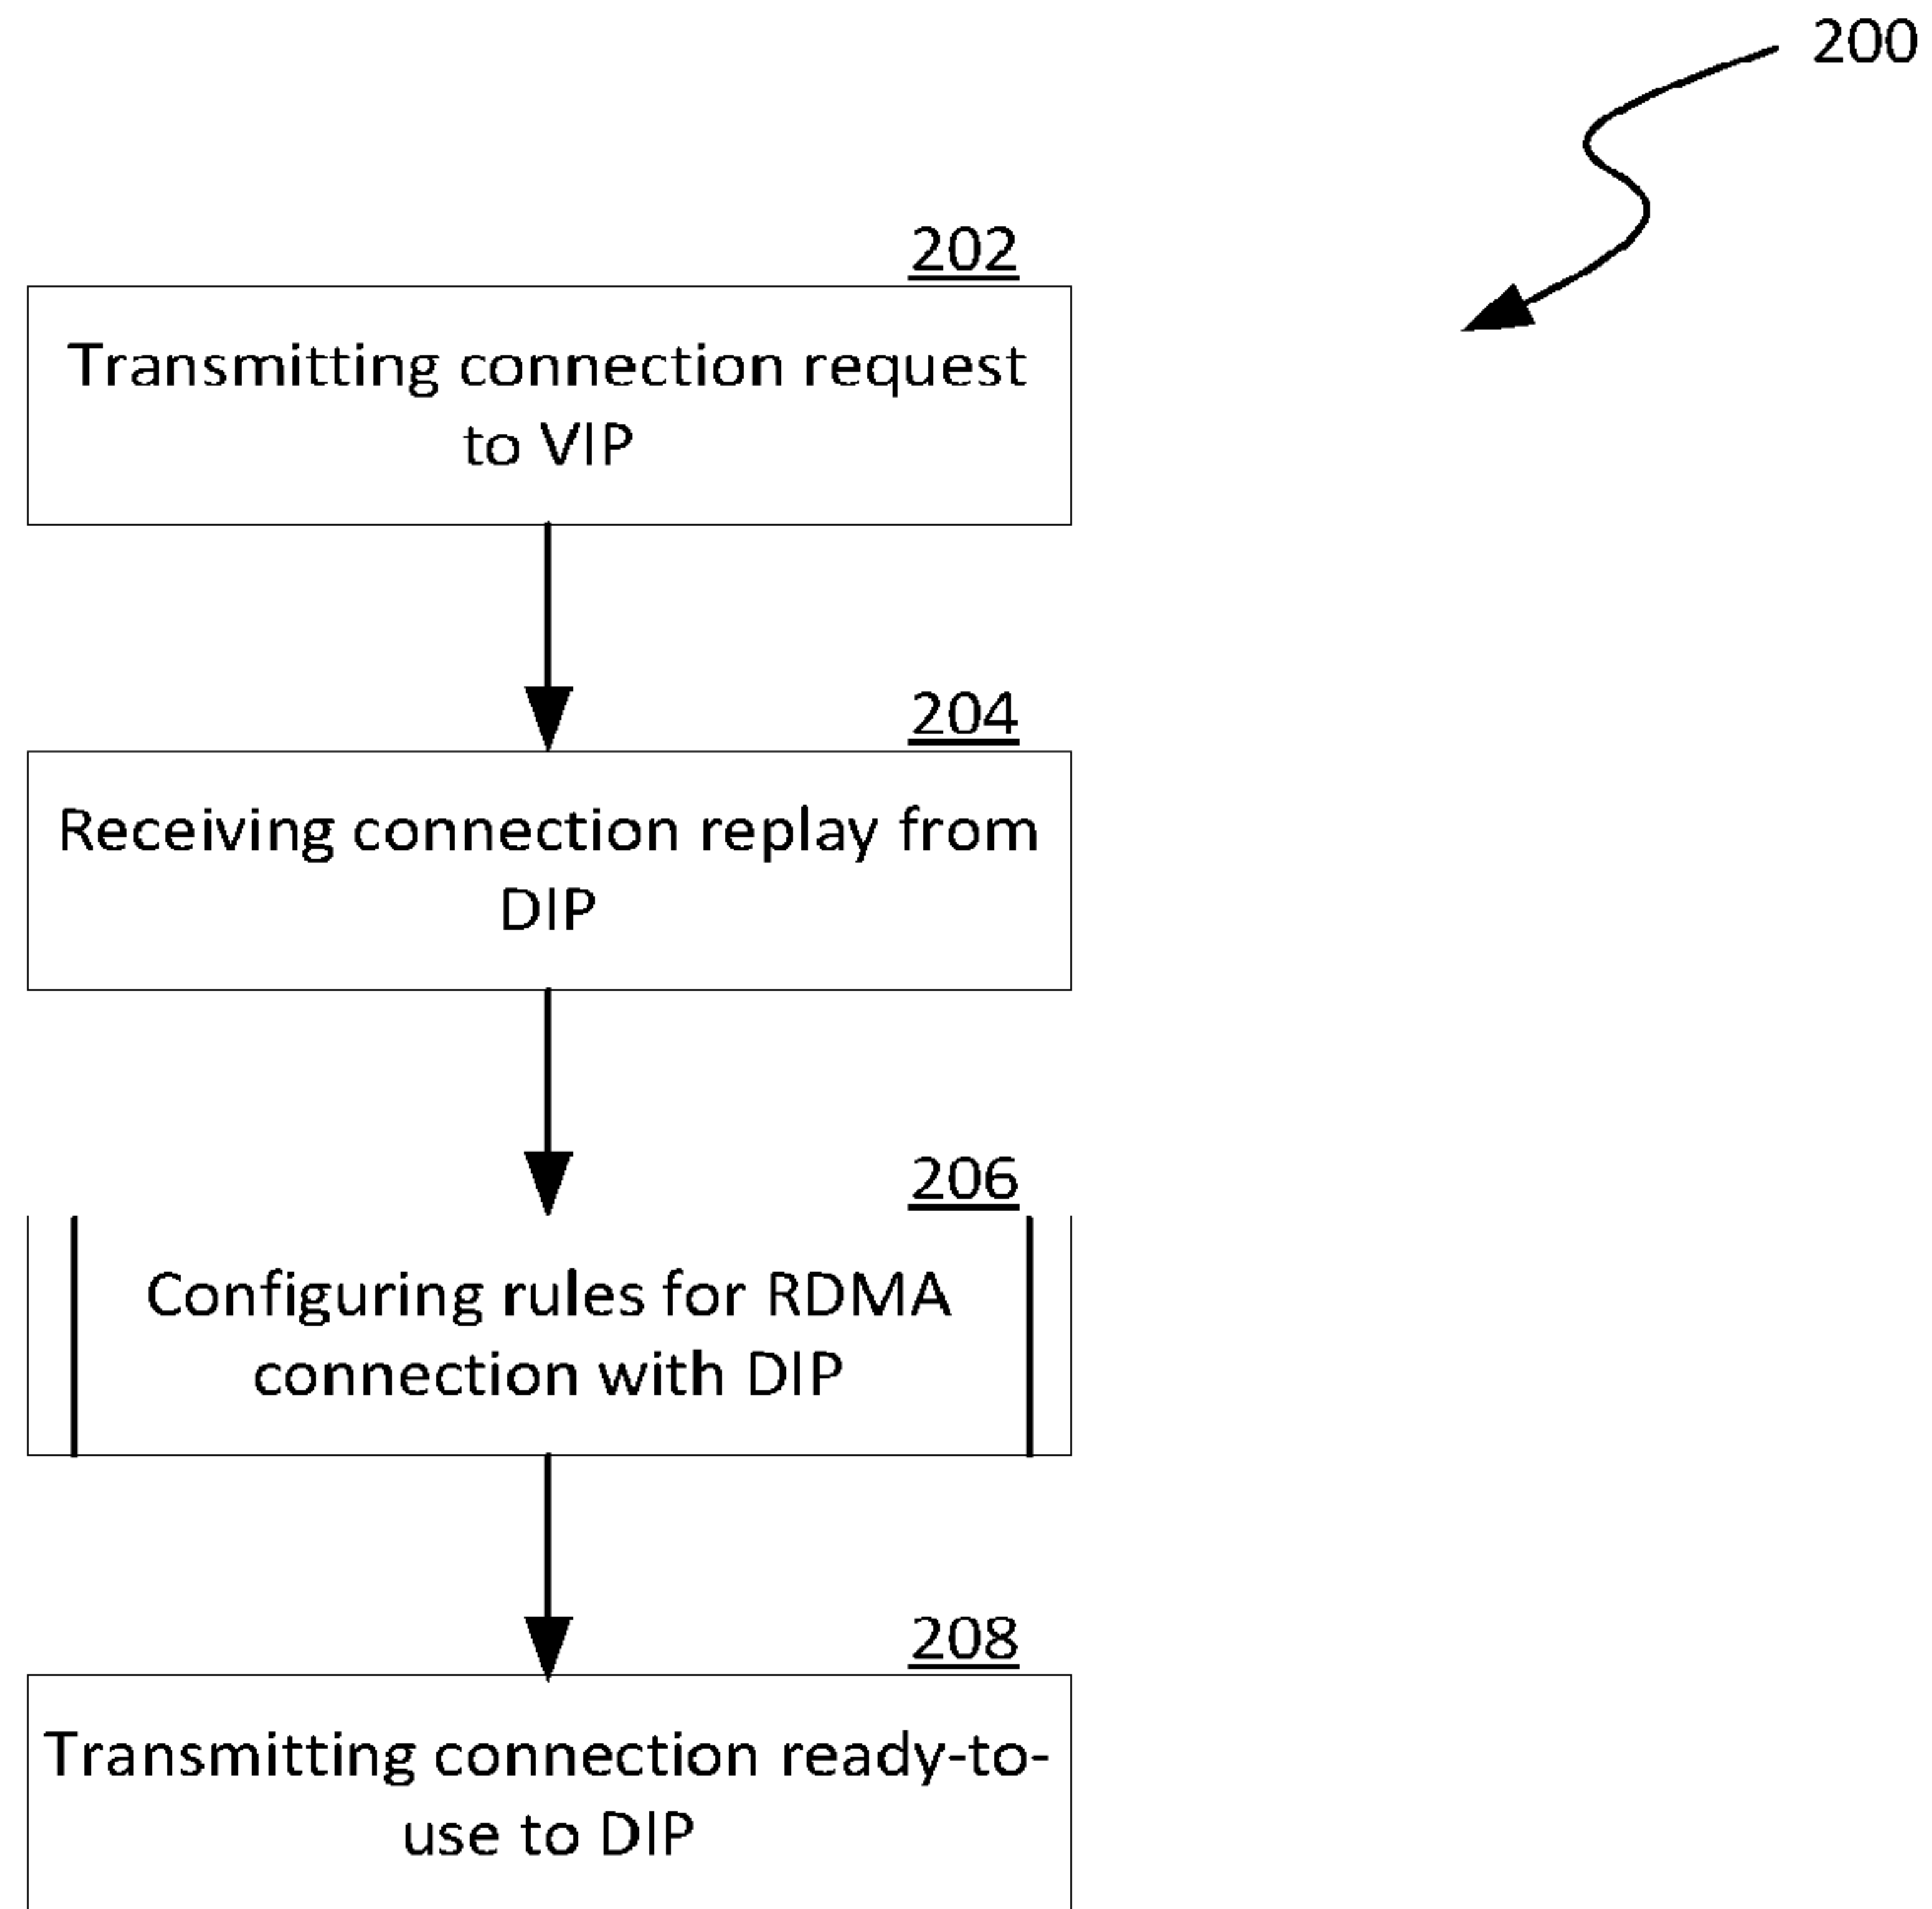 200
202
Transmitting connection request
to VIP
204
Receiving connection replay from
DIP
206
Configuring rules for RDMA
connection with DIP
208
Transmitting connection ready-to-
use to DIP